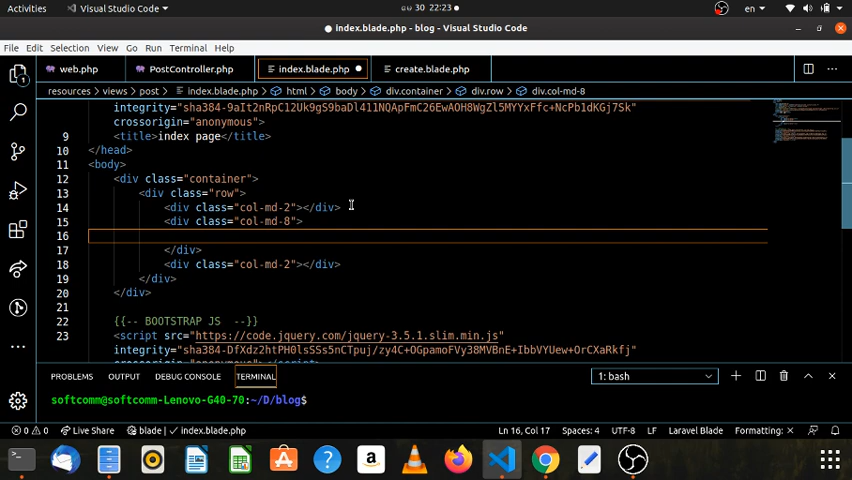 Activities Visual Studio Code รบบ 30 22:23 en
index.blade.php - blog - Visual Studio Code
File Edit Selection View Go Run Terminal Help
web.php PostController.php index.blade.php create.blade.php
resources > views > post > index.blade.php > html > body > div.container > div.row > div.col-md-8
integrity="sha384-9aIt2nRpC12Uk9gS9baDl411NQApFmC26EwAOH8WgZl5MYYxFfc+NcPb1dKGj7Sk"
crossorigin="anonymous">
9 <title>index page</title>
10 </head>
11 <body>
12 <div class="container">
13 <div class="row">
14 <div class="col-md-2"></div>
15 <div class="col-md-8">
16
17 </div>
18 <div class="col-md-2"></div>
19 </div>
20 </div>
21
22 {{-- BOOTSTRAP JS --}}
23 <script src="https://code.jquery.com/jquery-3.5.1.slim.min.js"
integrity="sha384-DfXdz2htPH0lsSSs5nCTpuj/zy4C+OGpamoFVy38MVBnE+IbbVYUew+OrCXaRkfj"
PROBLEMS OUTPUT DEBUG CONSOLE TERMINAL 1: bash
softcomm@softcomm-Lenovo-G40-70:~/D/blog$
0 0 Live Share blade | index.blade.php Ln 16, Col 17 Spaces: 4 UTF-8 LF Laravel Blade Formatting: ×